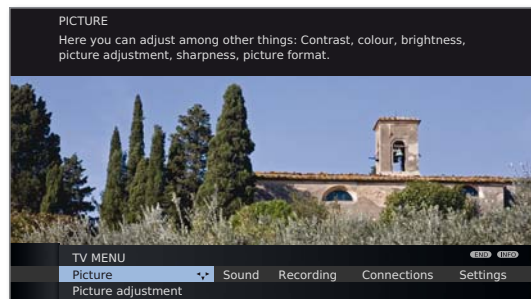 PICTURE
Here you can adjust among other things: Contrast, colour, brightness,
picture adjustment, sharpness, picture format.
TV MENU END INFO
Picture Sound Recording Connections Settings
Picture adjustment